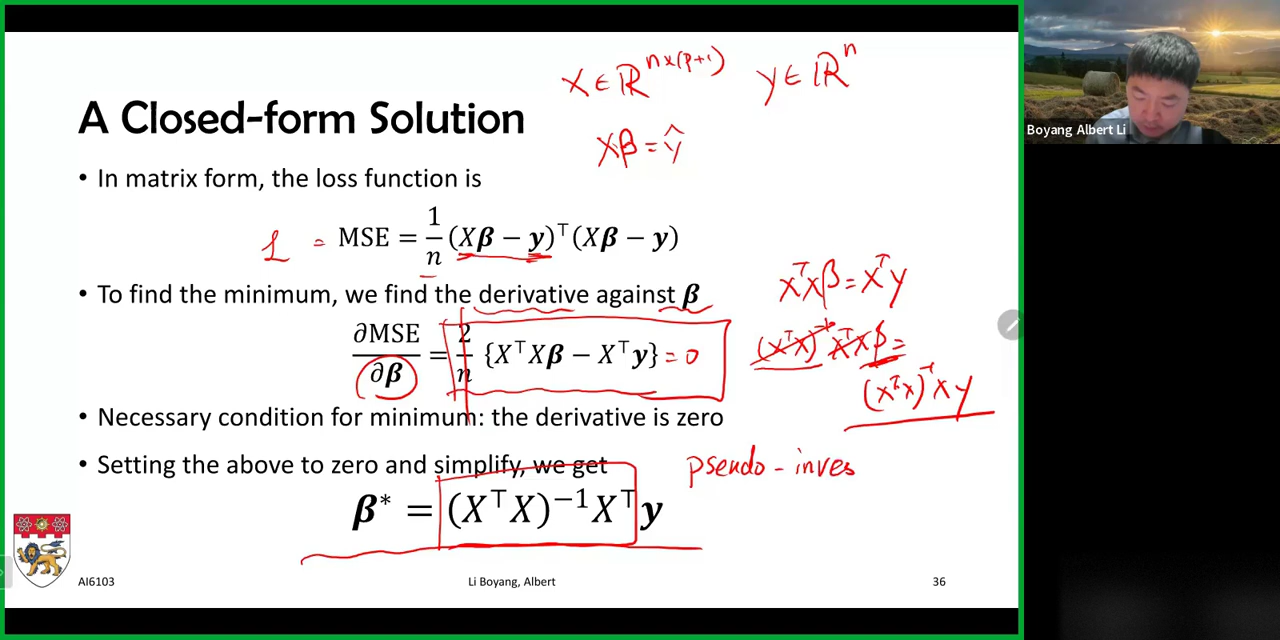 X ∈ ℝ^{n×(p+1)} y ∈ ℝ^n
Boyang Albert Li
A Closed-form Solution
Xβ = ŷ
• In matrix form, the loss function is
L = MSE = 1/n (Xβ − y)^⊤(Xβ − y)
• To find the minimum, we find the derivative against β
X^T Xβ = X^T y
∂MSE/∂β = 2/n {X^⊤Xβ − X^⊤y} = 0
(X^T X)^{-1} X^T Xβ =
(X^T X)^{-1} X y
• Necessary condition for minimum: the derivative is zero
• Setting the above to zero and simplify, we get
pseudo - inves
β* = (X^⊤X)^{−1}X^⊤y
AI6103
Li Boyang, Albert
36